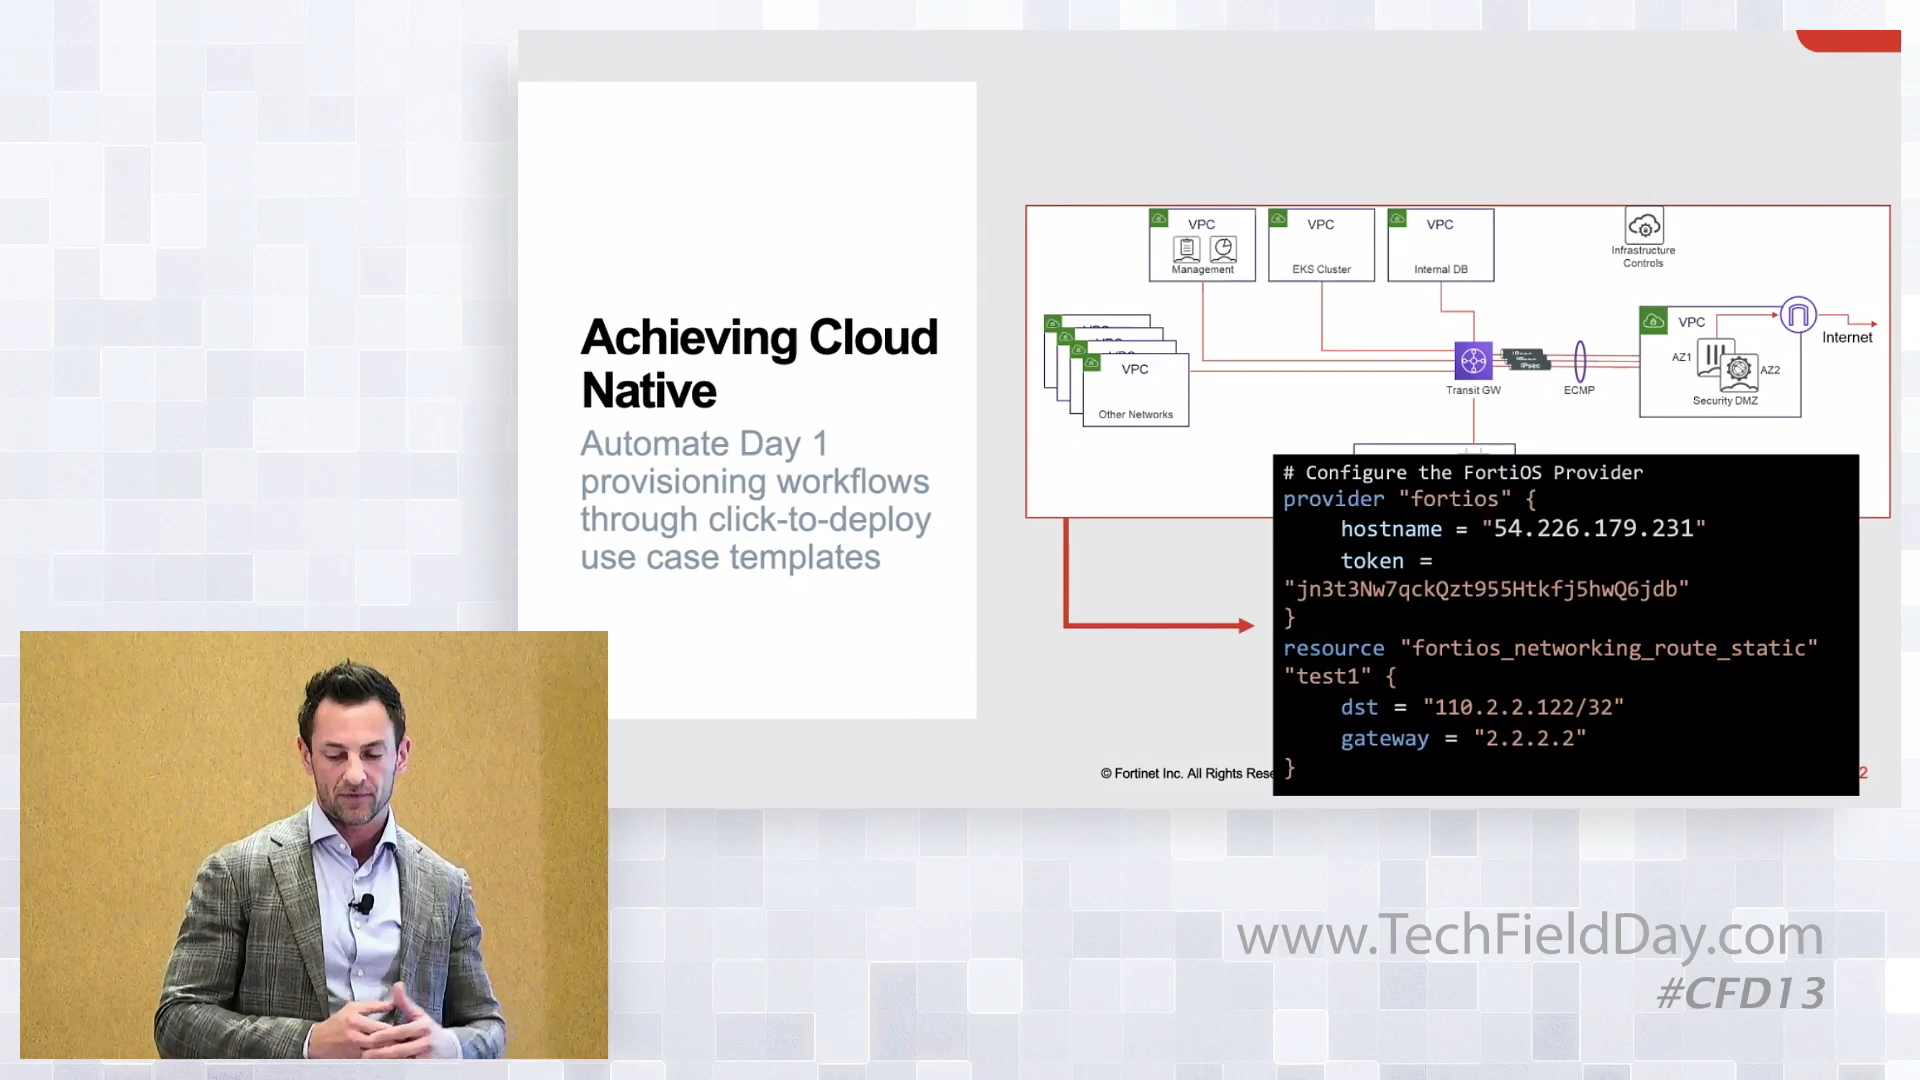 Achieving Cloud
Native
Automate Day 1
provisioning workflows
through click-to-deploy
use case templates
VPC
Management
VPC
EKS Cluster
VPC
Internal DB
Infrastructure
Controls
VPC
Other Networks
Transit GW
IPsec
ECMP
VPC
AZ1
AZ2
Security DMZ
Internet
# Configure the FortiOS Provider
provider "fortios" {
hostname = "54.226.179.231"
token =
"jn3t3Nw7qckQzt955Htkfj5hwQ6jdb"
}
resource "fortios_networking_route_static"
"test1" {
dst = "110.2.2.122/32"
gateway = "2.2.2.2"
}
© Fortinet Inc. All Rights Rese
2
www.TechFieldDay.com
#CFD13